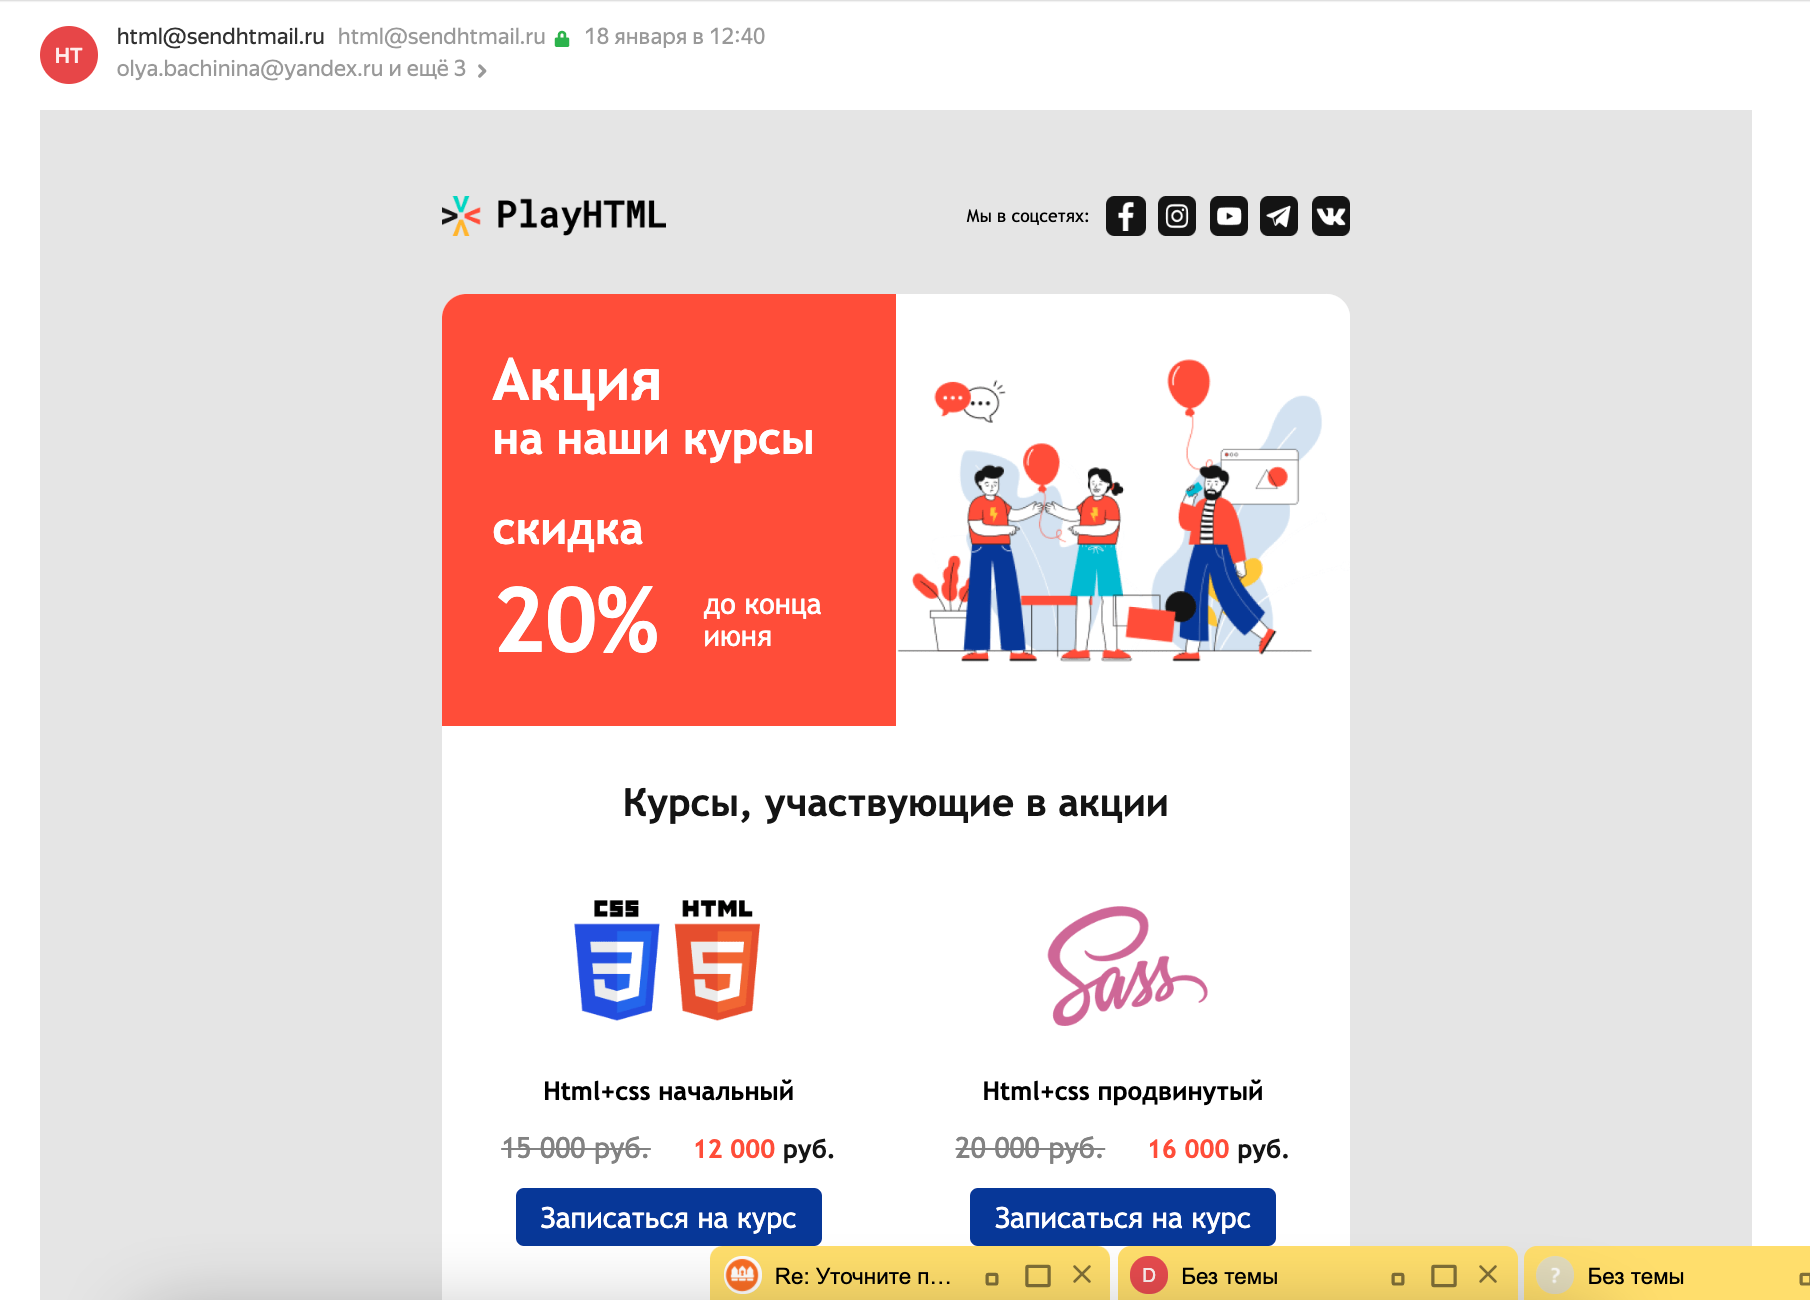 НТ
html@sendhtmail.ru html@sendhtmail.ru 18 января в 12:40
olya.bachinina@yandex.ru и ещё 3
PlayHTML
Мы в соцсетях:
Акция
на наши курсы
скидка
20%
до конца
июня
Курсы, участвующие в акции
CSS HTML
Sass
Html+css начальный
Html+css продвинутый
15 000 руб. 12 000 руб.
20 000 руб. 16 000 руб.
Записаться на курс
Записаться на курс
Re: Уточните п...
D Без темы
? Без темы